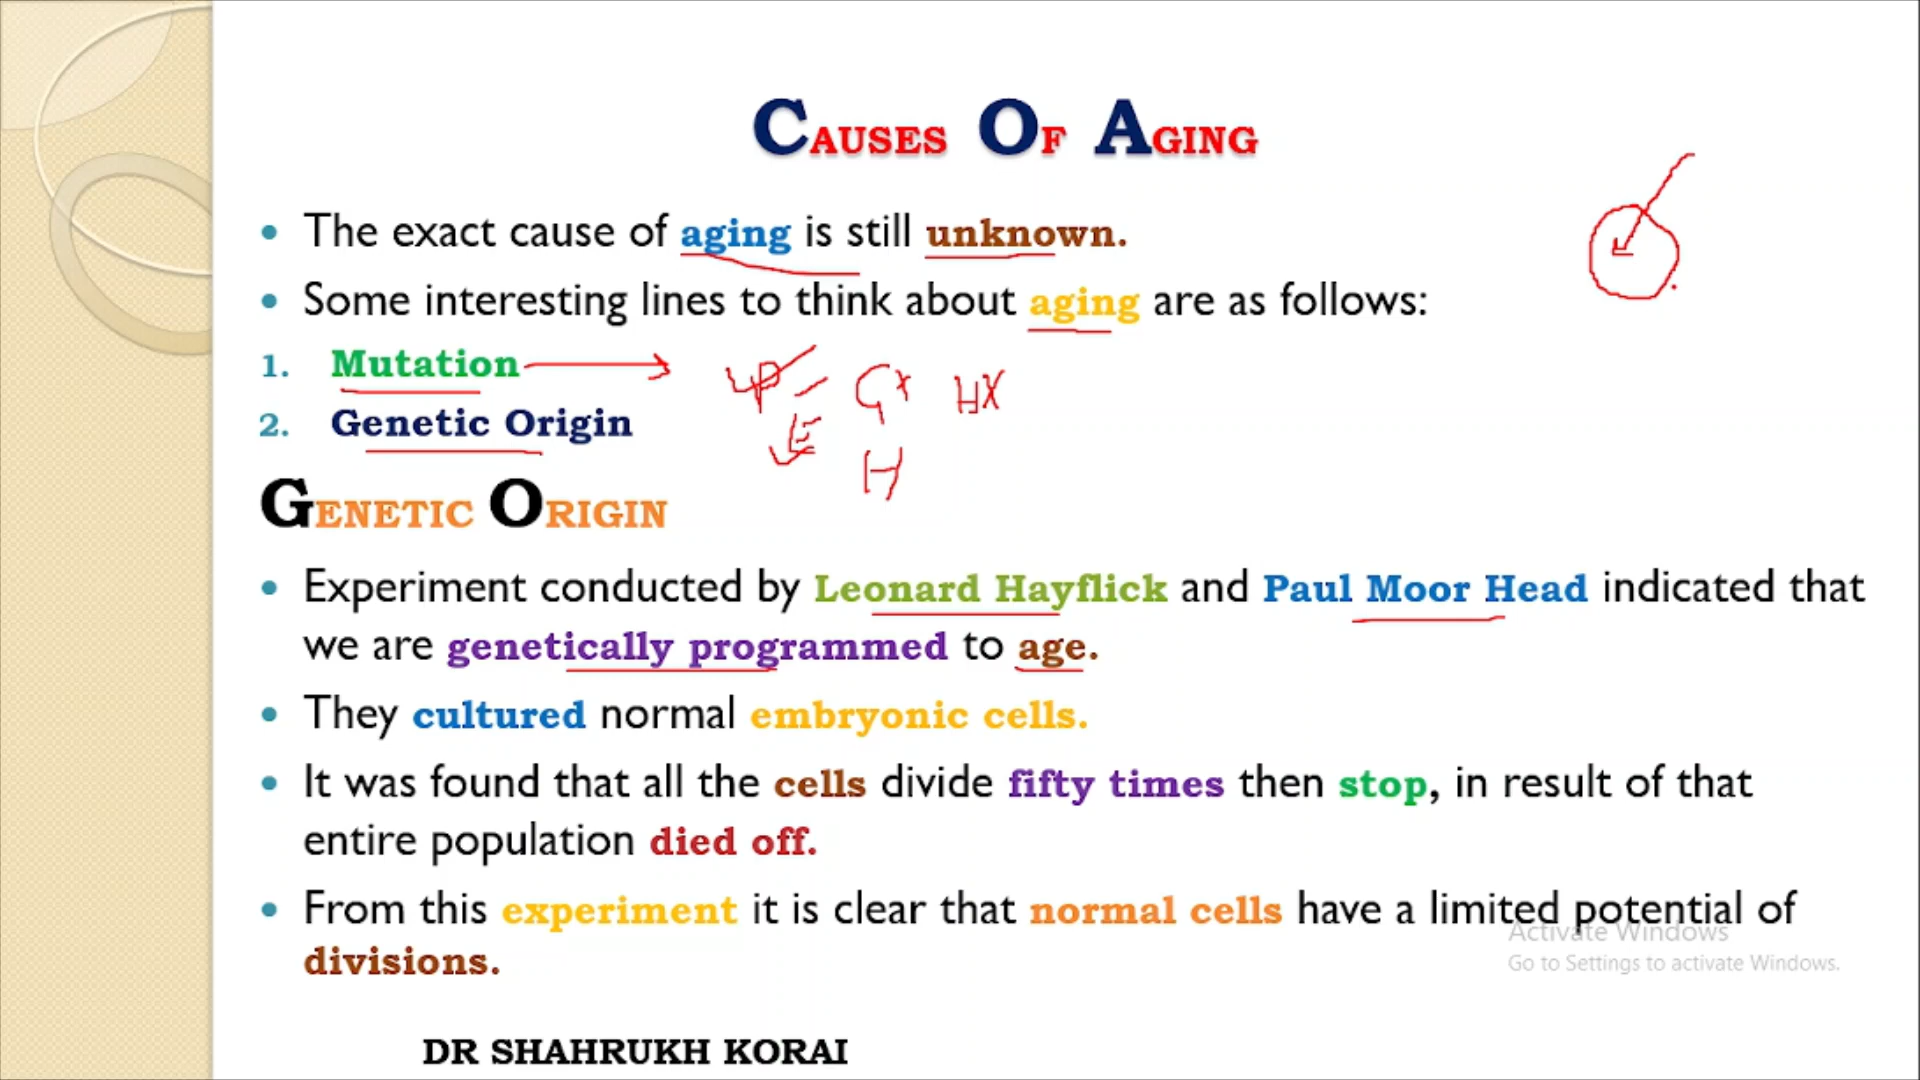 CAUSES OF AGING
• The exact cause of aging is still unknown.
• Some interesting lines to think about aging are as follows:
1. Mutation
P G x H X
2. Genetic Origin
E
H
GENETIC ORIGIN
• Experiment conducted by Leonard Hayflick and Paul Moor Head indicated that
we are genetically programmed to age.
• They cultured normal embryonic cells.
• It was found that all the cells divide fifty times then stop, in result of that
entire population died off.
• From this experiment it is clear that normal cells have a limited potential of
divisions.
Activate Windows
Go to Settings to activate Windows.
DR SHAHRUKH KORAI